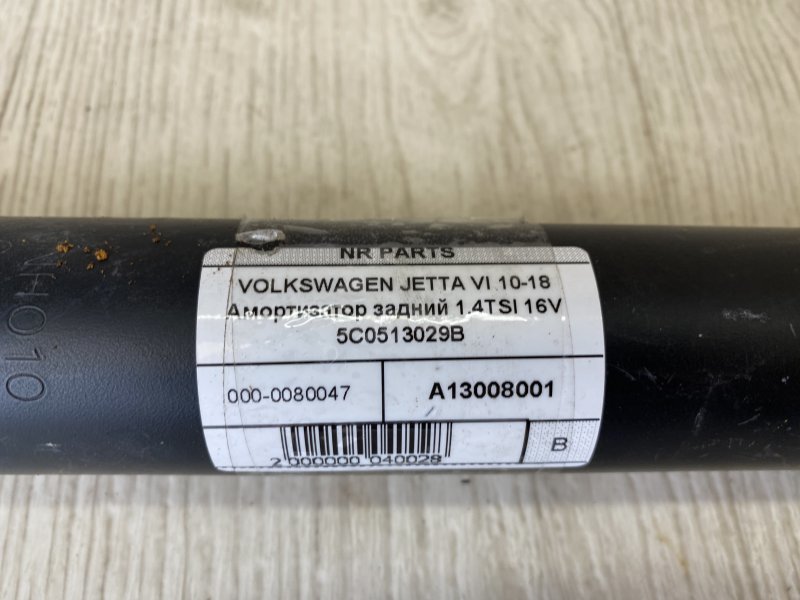 NR PARTS
VOLKSWAGEN JETTA VI 10-18
Амортизатор задний 1.4TSI 16V
5C0513029B
000-0080047
A13008001
2 000000 040028
B
NH010